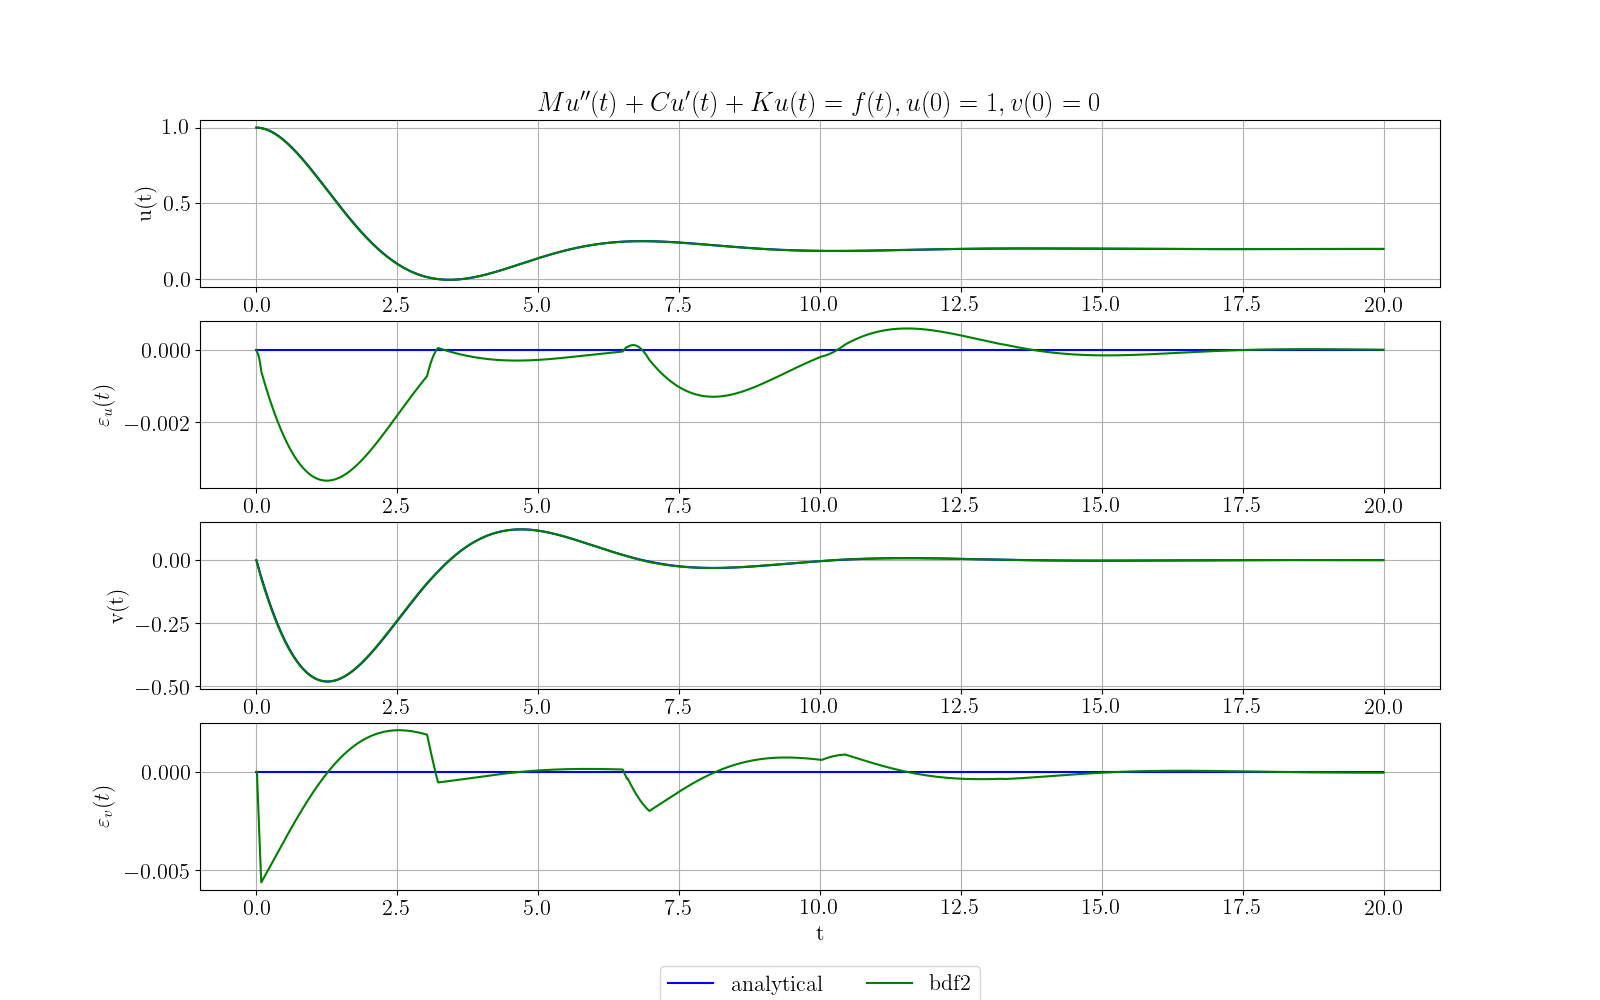 Mu''(t) + Cu'(t) + Ku(t) = f(t), u(0) = 1, v(0) = 0
u(t)
1.0
0.5
0.0
0.0 2.5 5.0 7.5 10.0 12.5 15.0 17.5 20.0
εu(t)
0.000
−0.002
0.0 2.5 5.0 7.5 10.0 12.5 15.0 17.5 20.0
v(t)
0.00
−0.25
−0.50
0.0 2.5 5.0 7.5 10.0 12.5 15.0 17.5 20.0
εv(t)
0.000
−0.005
0.0 2.5 5.0 7.5 10.0 12.5 15.0 17.5 20.0
t
analytical bdf2